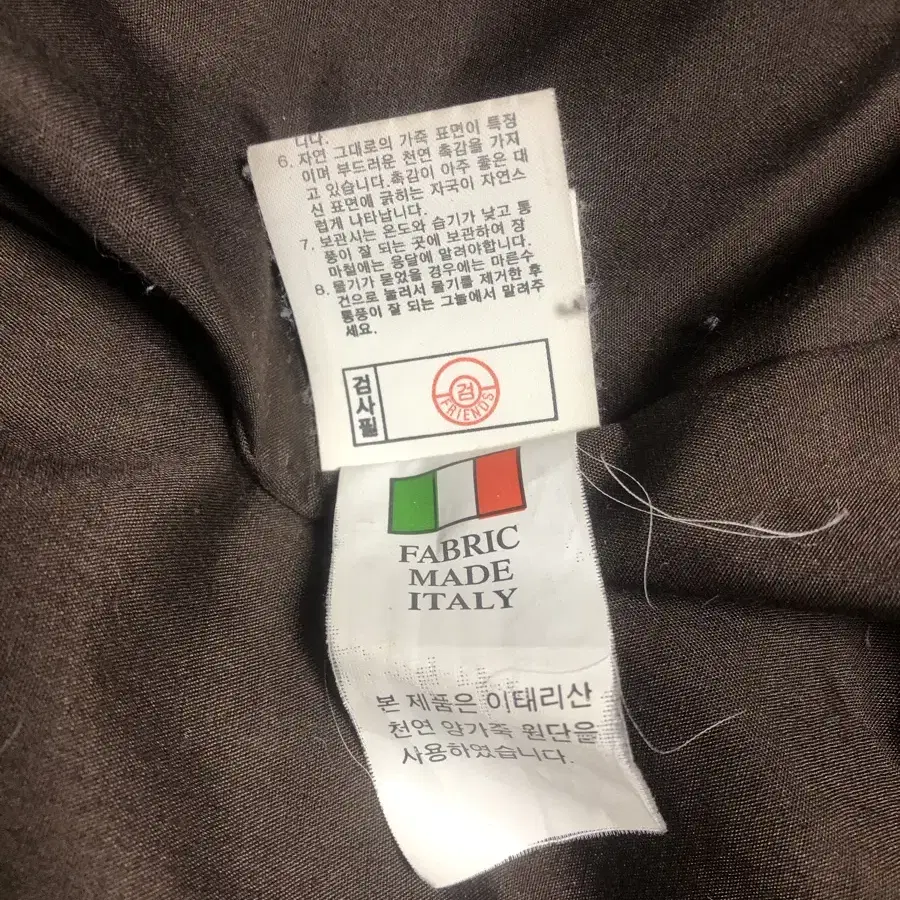 니다.
6. 자연 그대로의 가죽 표면이 특정
이며 부드러운 천연 촉감을 가지
고 있습니다.촉감이 아주 좋은 대
신 표면에 긁히는 자국이 자연스
럽게 나타납니다.
7. 보관시는 온도와 습기가 낮고 통
풍이 잘 되는 곳에 보관하여 장
마철에는 응달에 말려야합니다.
8. 물기가 묻었을 경우에는 마른수
건으로 눌러서 물기를 제거한 후
통풍이 잘 되는 그늘에서 말려주
세요.
검사필
검
FRIENDS
FABRIC
MADE
ITALY
본 제품은 이태리산
천연 양가죽 원단을
사용하였습니다.